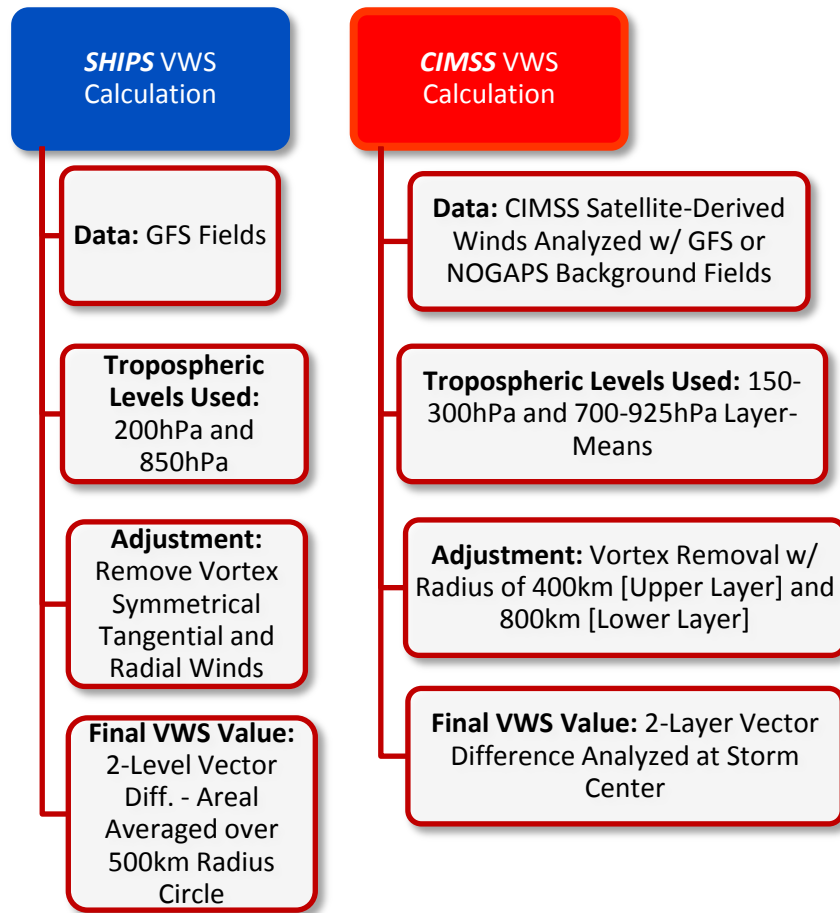 SHIPS VWS
Calculation
Data: GFS Fields
Tropospheric
Levels Used:
200hPa and
850hPa
Adjustment:
Remove Vortex
Symmetrical
Tangential and
Radial Winds
Final VWS Value:
2-Level Vector
Diff. - Areal
Averaged over
500km Radius
Circle
CIMSS VWS
Calculation
Data: CIMSS Satellite-Derived
Winds Analyzed w/ GFS or
NOGAPS Background Fields
Tropospheric Levels Used: 150-
300hPa and 700-925hPa Layer-
Means
Adjustment: Vortex Removal w/
Radius of 400km [Upper Layer] and
800km [Lower Layer]
Final VWS Value: 2-Layer Vector
Difference Analyzed at Storm
Center